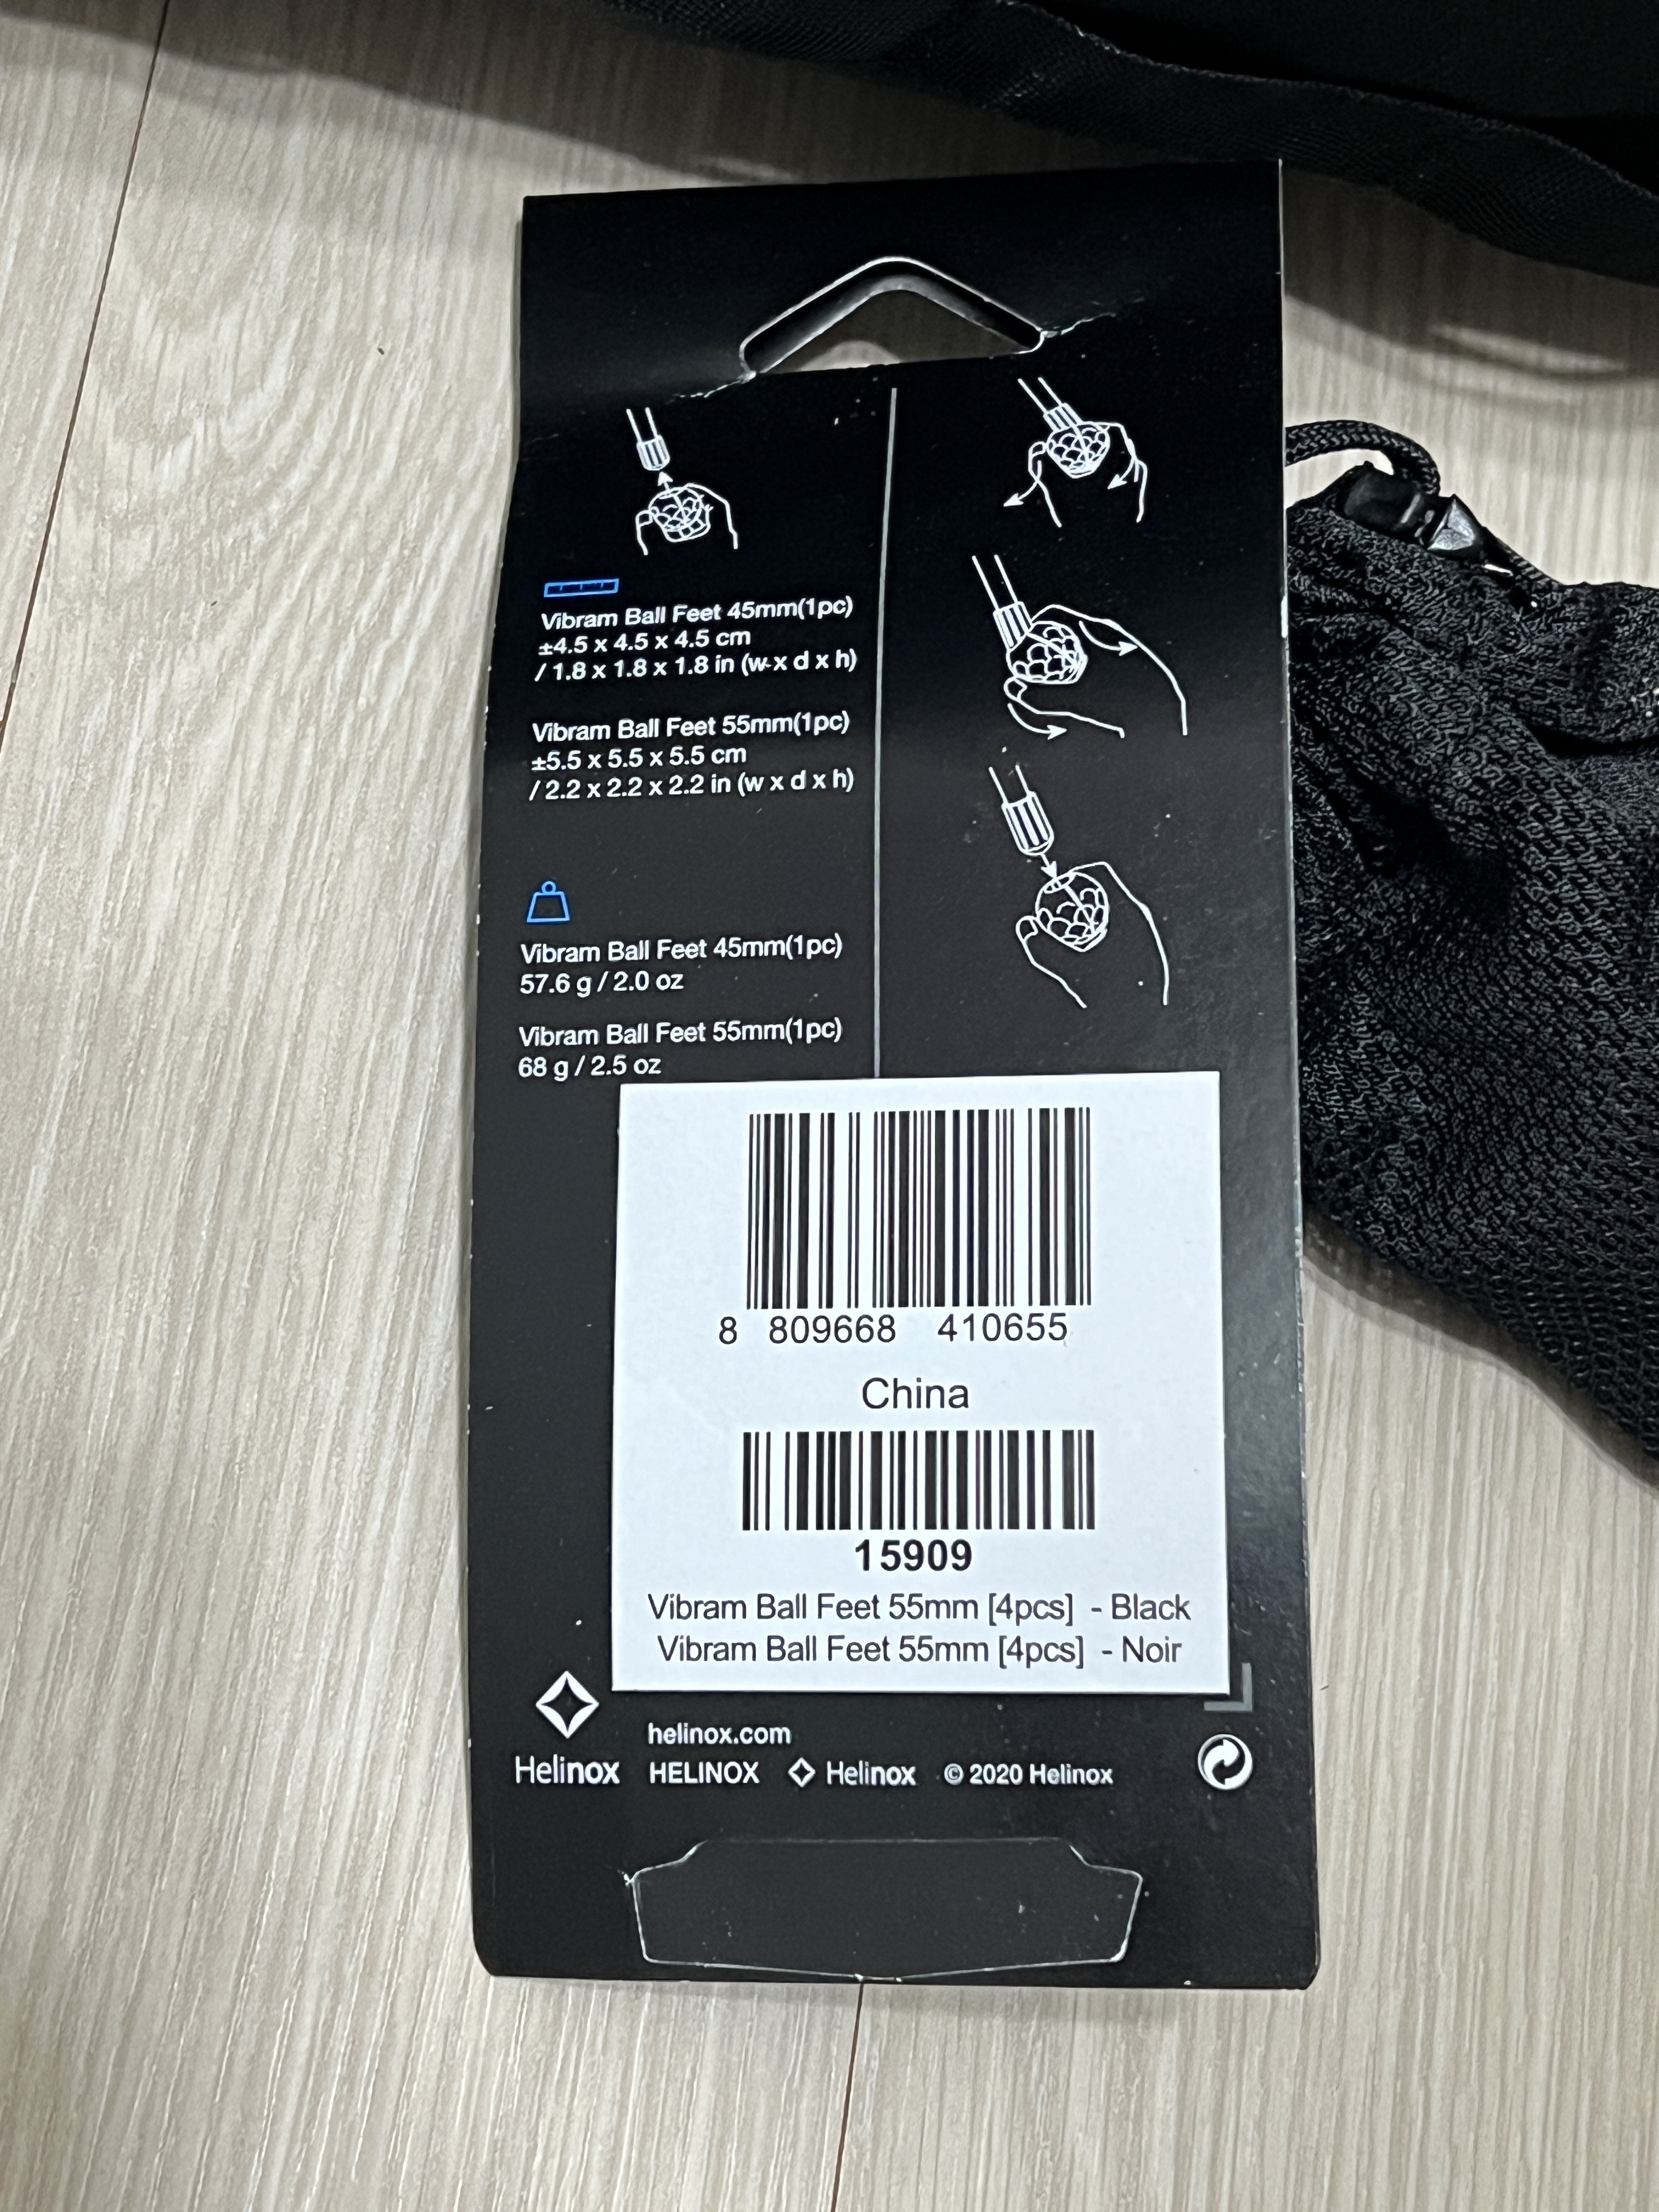 Vibram Ball Feet 45mm(1pc)
±4.5 x 4.5 x 4.5 cm
/ 1.8 x 1.8 x 1.8 in (w x d x h)
Vibram Ball Feet 55mm(1pc)
±5.5 x 5.5 x 5.5 cm
/ 2.2 x 2.2 x 2.2 in (w x d x h)
Vibram Ball Feet 45mm(1pc)
57.6 g / 2.0 oz
Vibram Ball Feet 55mm(1pc)
68 g / 2.5 oz
8 809668 410655
China
15909
Vibram Ball Feet 55mm [4pcs] - Black
Vibram Ball Feet 55mm [4pcs] - Noir
helinox.com
Helinox HELINOX Helinox © 2020 Helinox